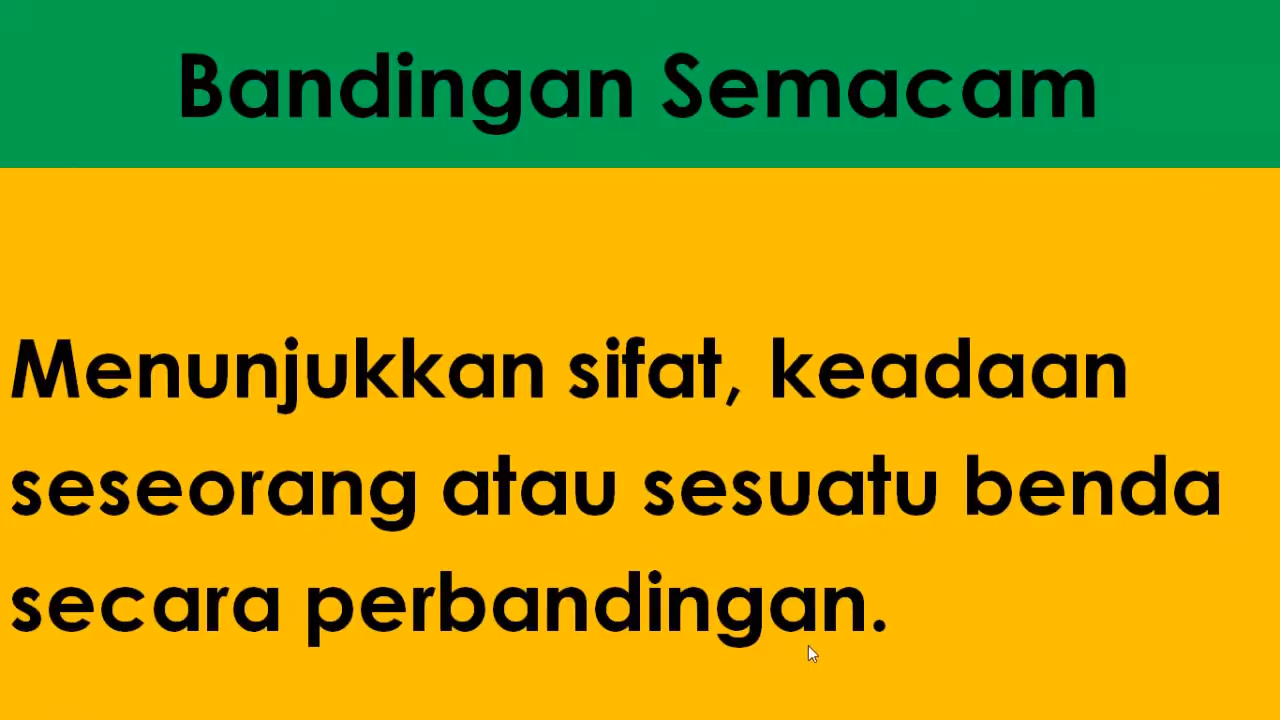 Bandingan Semacam
Menunjukkan sifat, keadaan
seseorang atau sesuatu benda
secara perbandingan.